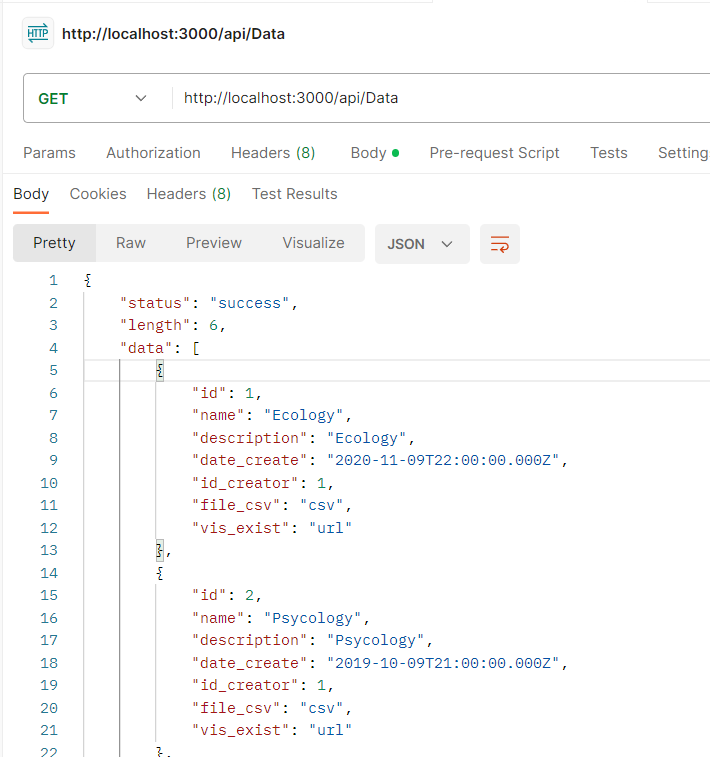 HTTP http://localhost:3000/api/Data
GET http://localhost:3000/api/Data
Params Authorization Headers (8) Body Pre-request Script Tests Setting
Body Cookies Headers (8) Test Results
Pretty Raw Preview Visualize JSON
1 {
2 "status": "success",
3 "length": 6,
4 "data": [
5 {
6 "id": 1,
7 "name": "Ecology",
8 "description": "Ecology",
9 "date_create": "2020-11-09T22:00:00.000Z",
10 "id_creator": 1,
11 "file_csv": "csv",
12 "vis_exist": "url"
13 },
14 {
15 "id": 2,
16 "name": "Psycology",
17 "description": "Psycology",
18 "date_create": "2019-10-09T21:00:00.000Z",
19 "id_creator": 1,
20 "file_csv": "csv",
21 "vis_exist": "url"
22 },